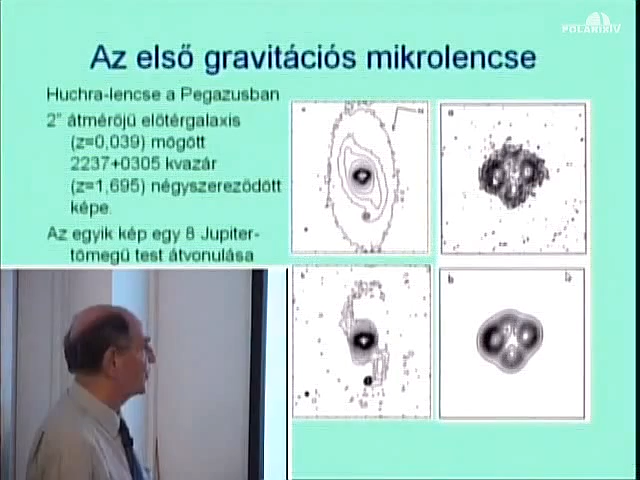 POLARIXTV
Az első gravitációs mikrolencse
Huchra-lencse a Pegazusban
2" átmérőjű előtérgalaxis
(z=0,039) mögött
2237+0305 kvazár
(z=1,695) négyszereződött
képe.
Az egyik kép egy 8 Jupiter-
tömegű test átvonulása
a
a
b
b